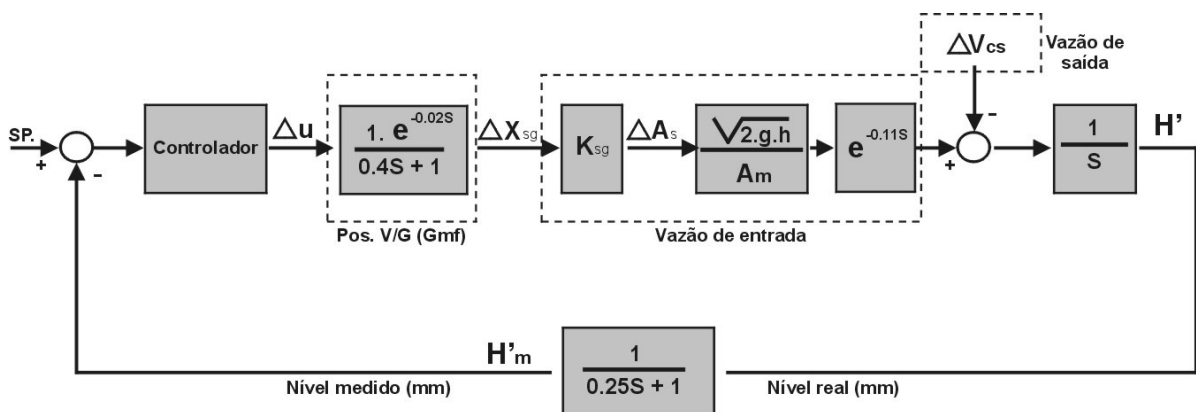 ΔVcs
Vazão de
saída
SP.
+
-
Controlador
Δu
1. e^-0.02S
0.4S + 1
ΔXsg
Ksg
ΔAs
√2.g.h
Am
e^-0.11S
+
-
1
S
H'
Pos. V/G (Gmf)
Vazão de entrada
H'm
1
0.25S + 1
Nível medido (mm)
Nível real (mm)